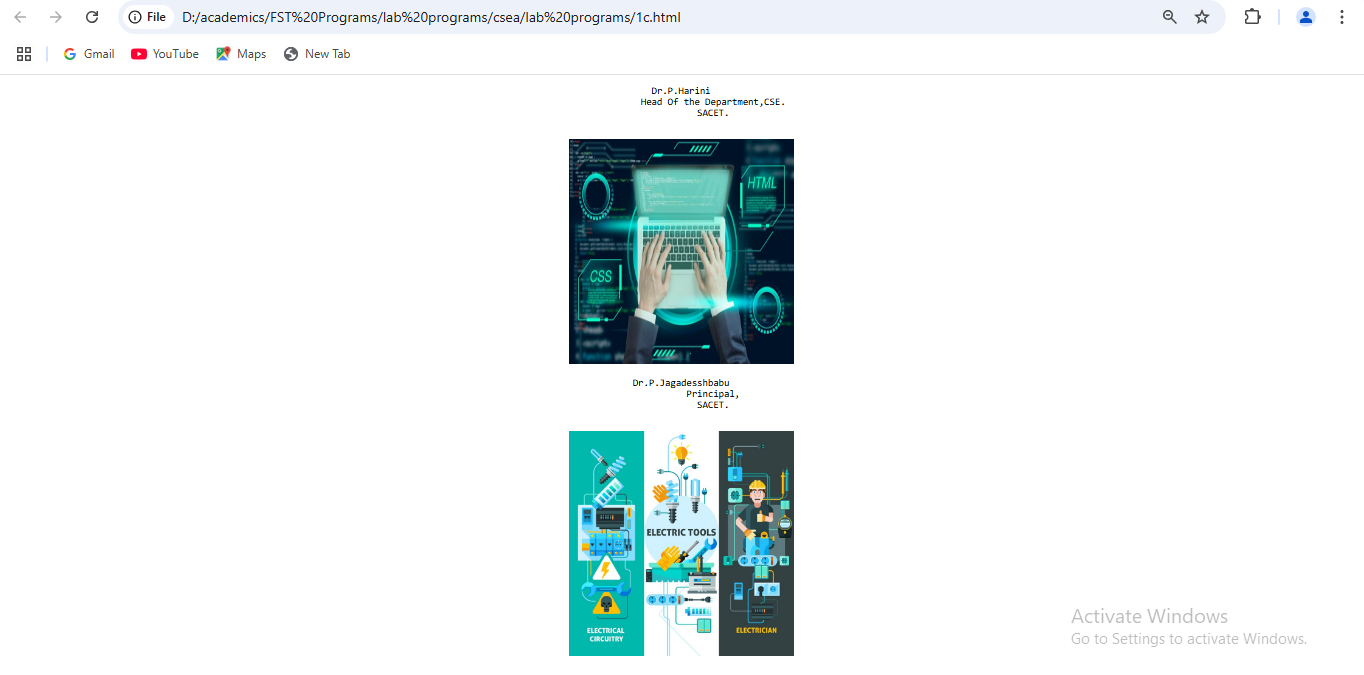 File
D:/academics/FST%20Programs/lab%20programs/csea/lab%20programs/1c.html
Gmail
YouTube
Maps
New Tab
Dr.P.Harini
Head Of the Department,CSE.
SACET.
HTML
CSS
Dr.P.Jagadesshbabu
Principal,
SACET.
ELECTRIC TOOLS
ELECTRICAL
CIRCUITRY
ELECTRICIAN
Activate Windows
Go to Settings to activate Windows.